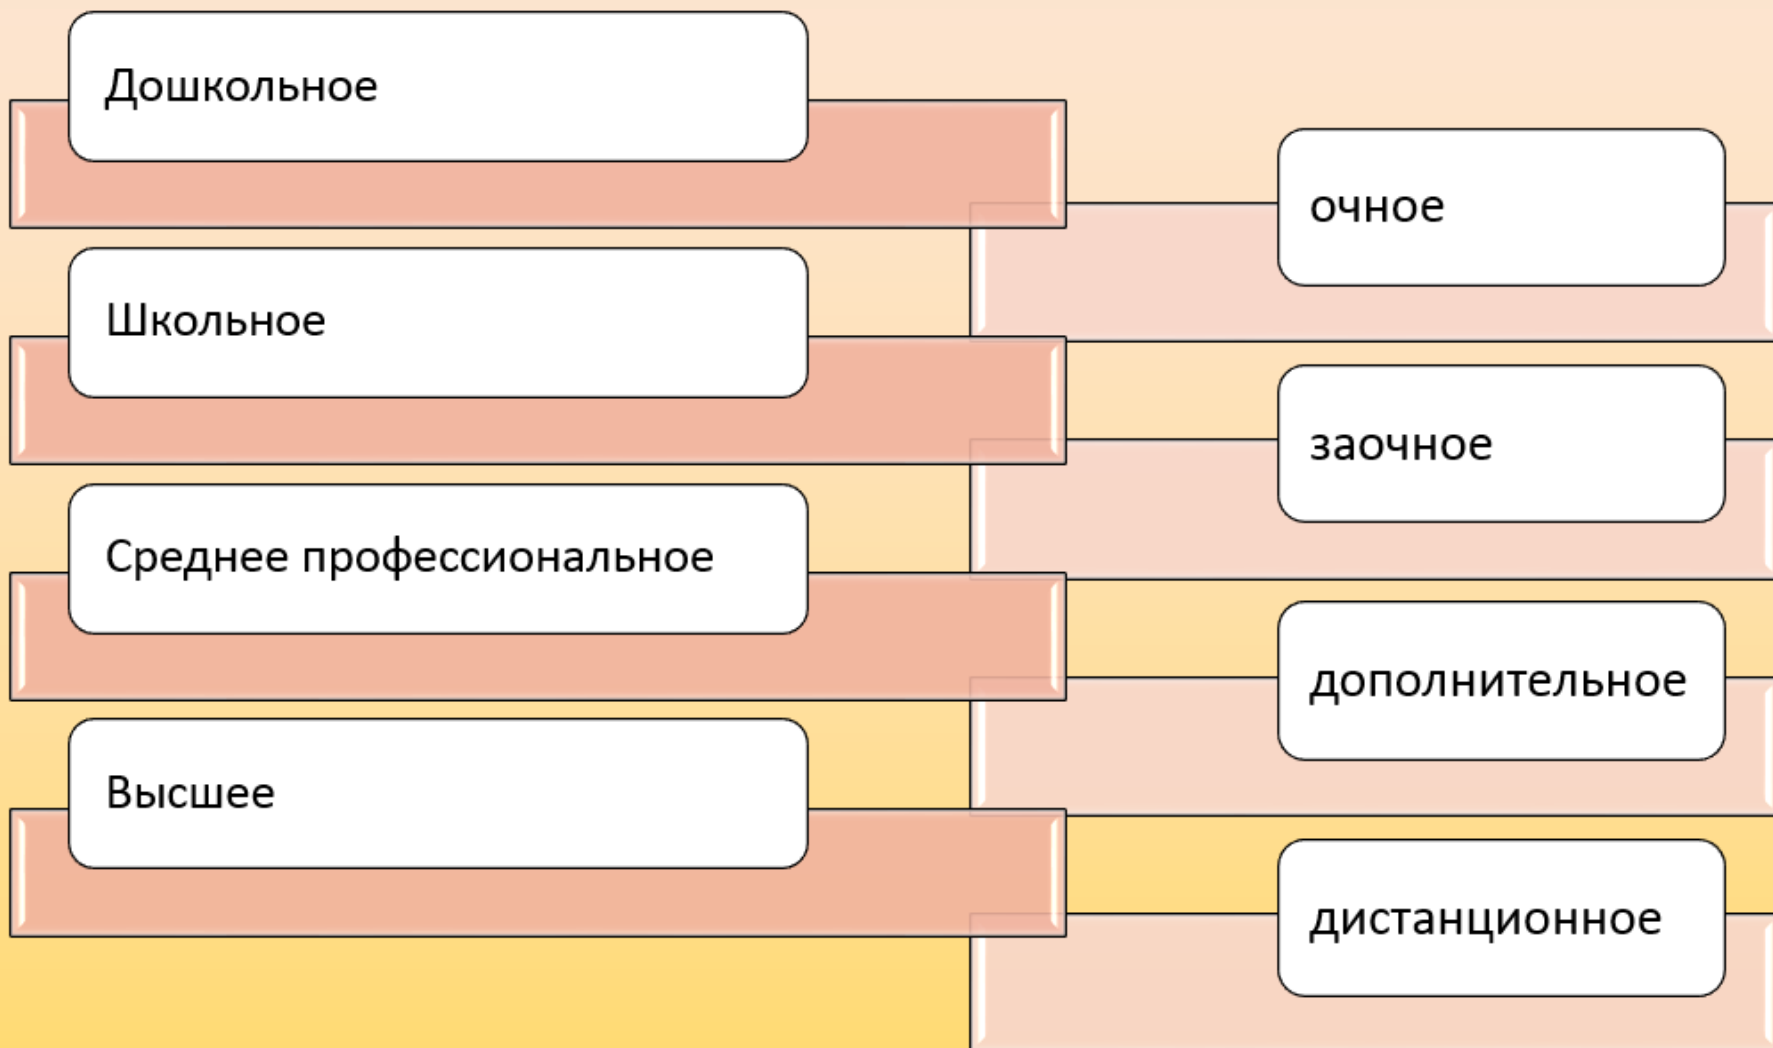 Дошкольное
Школьное
Среднее профессиональное
Высшее
очное
заочное
дополнительное
дистанционное